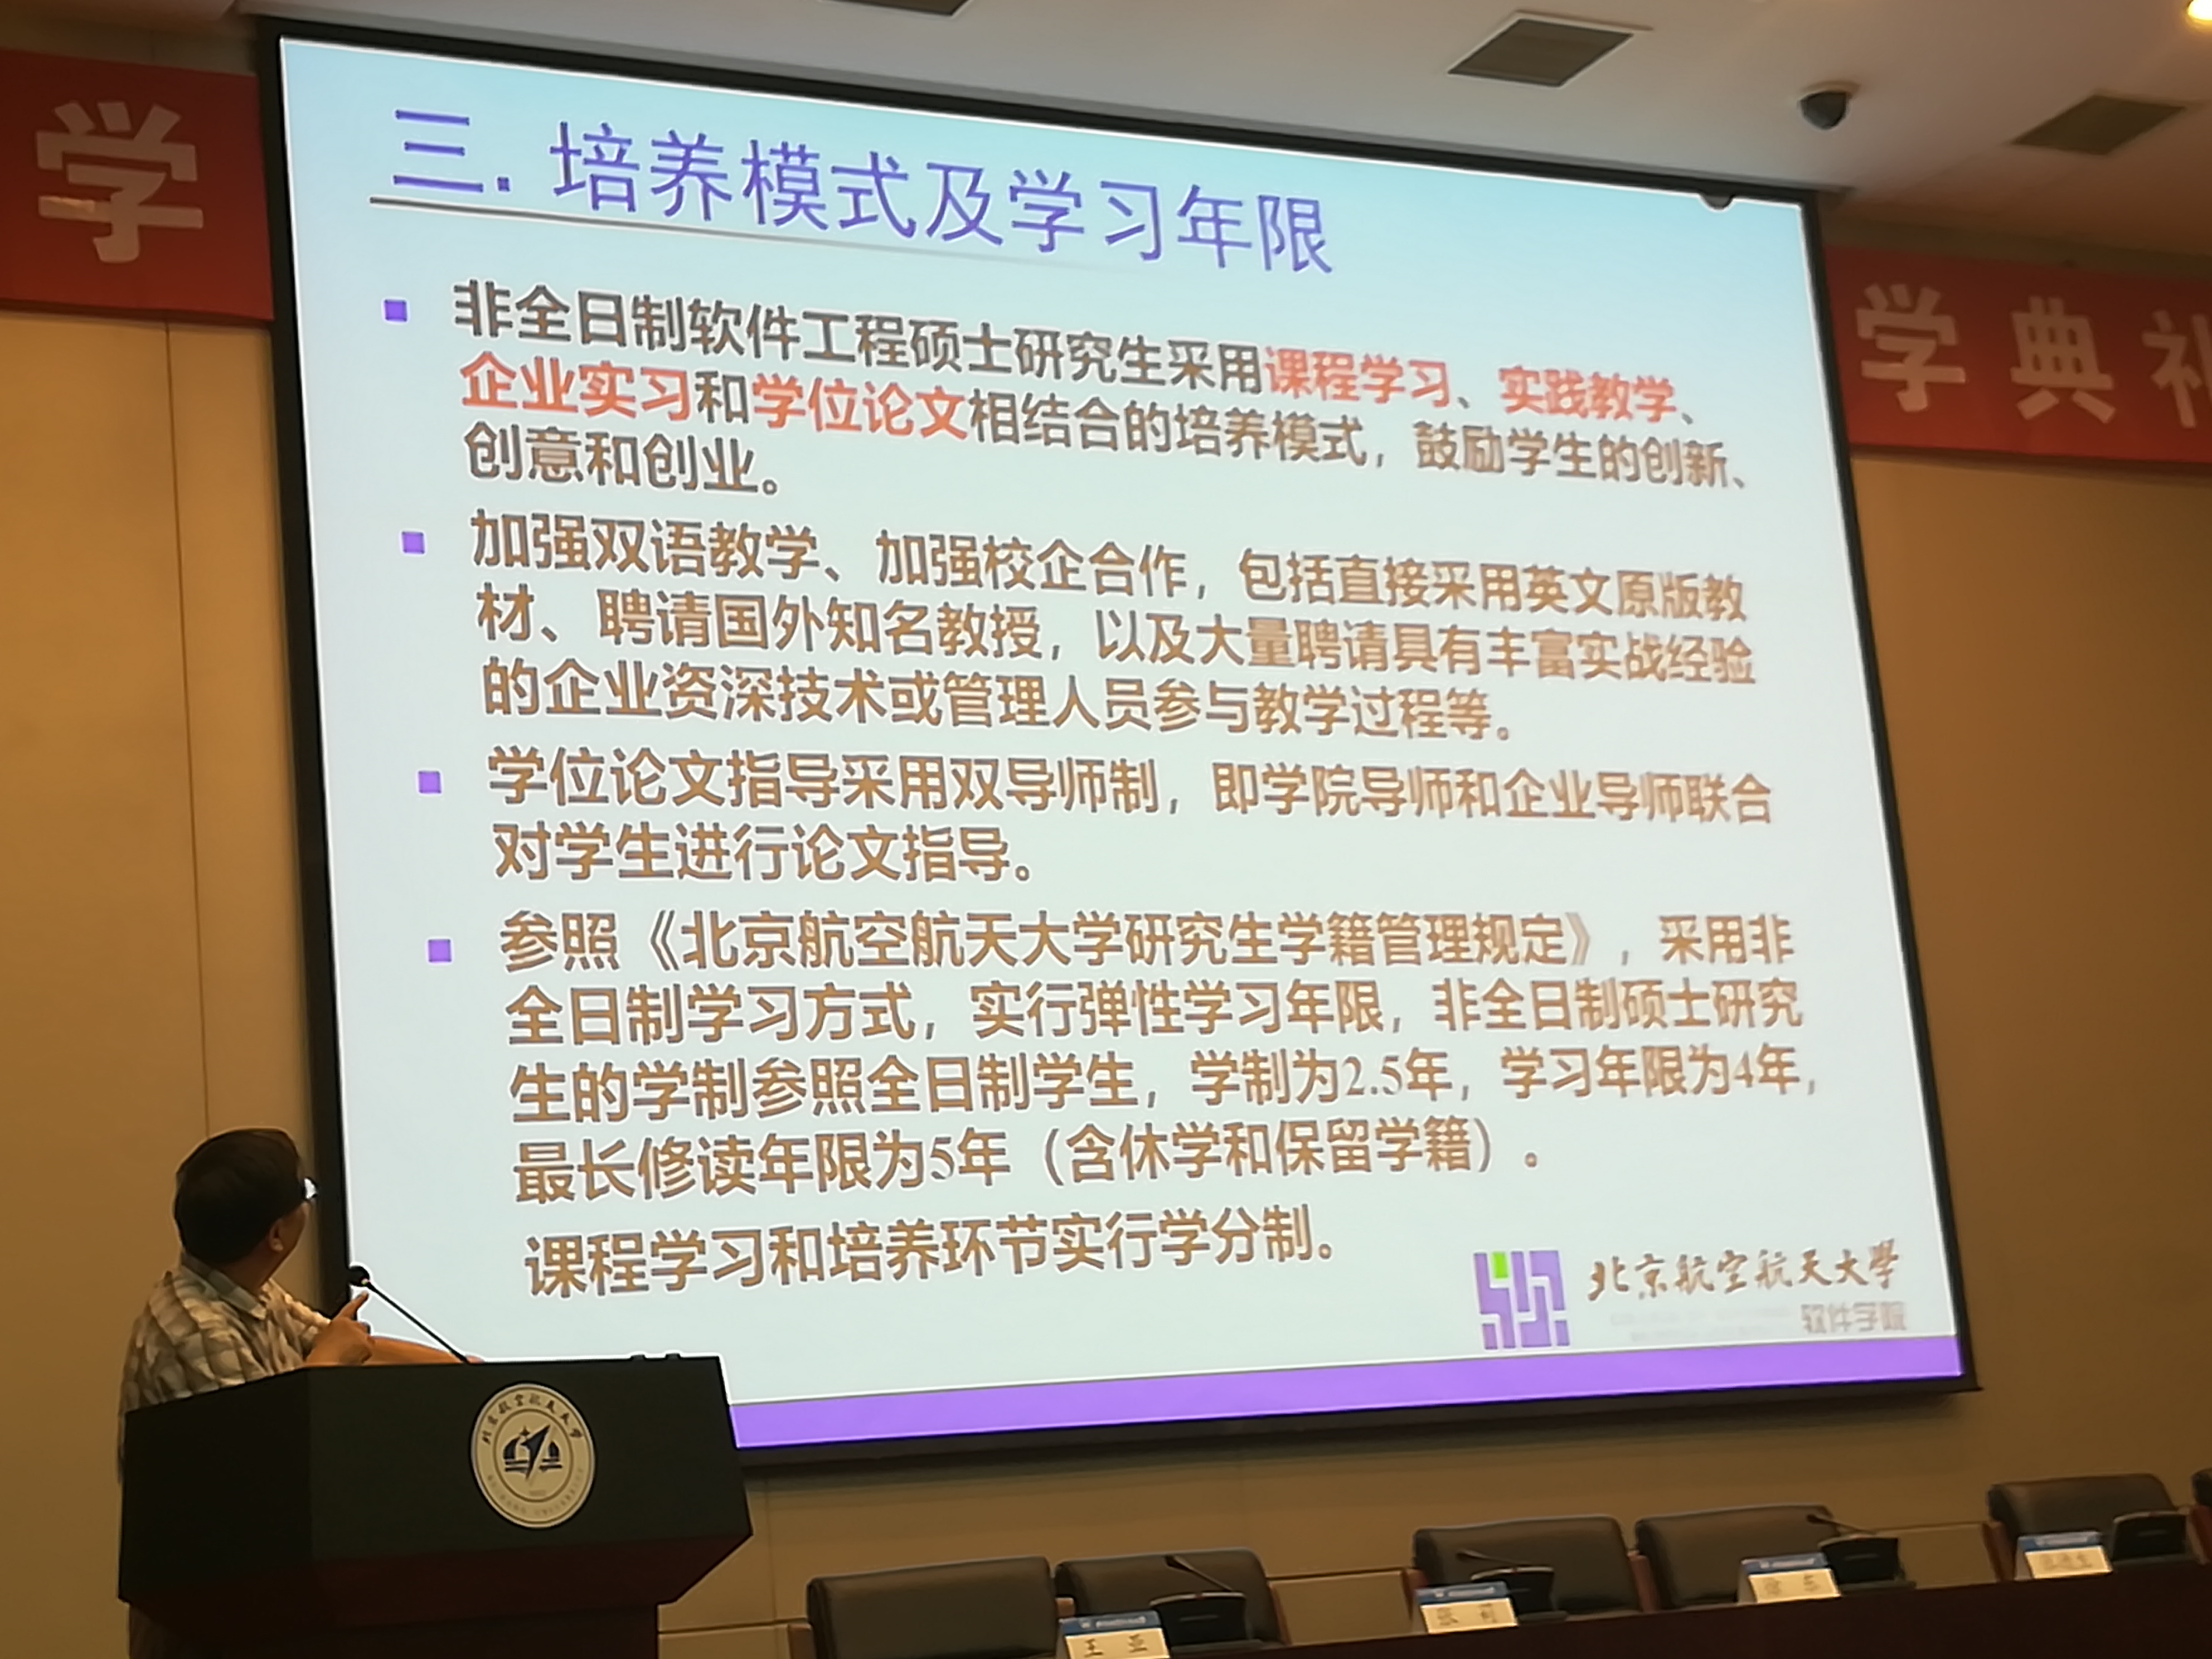 学
学典礼
三. 培养模式及学习年限
非全日制软件工程硕士研究生采用课程学习、实践教学、
企业实习和学位论文相结合的培养模式，鼓励学生的创新、
创意和创业。
加强双语教学、加强校企合作，包括直接采用英文原版教
材、聘请国外知名教授，以及大量聘请具有丰富实战经验
的企业资深技术或管理人员参与教学过程等。
学位论文指导采用双导师制，即学院导师和企业导师联合
对学生进行论文指导。
参照《北京航空航天大学研究生学籍管理规定》，采用非
全日制学习方式，实行弹性学习年限，非全日制硕士研究
生的学制参照全日制学生，学制为2.5年，学习年限为4年，
最长修读年限为5年（含休学和保留学籍）。
课程学习和培养环节实行学分制。
北京航空航天大學
软件学院
北京航空航天大學
王 亚